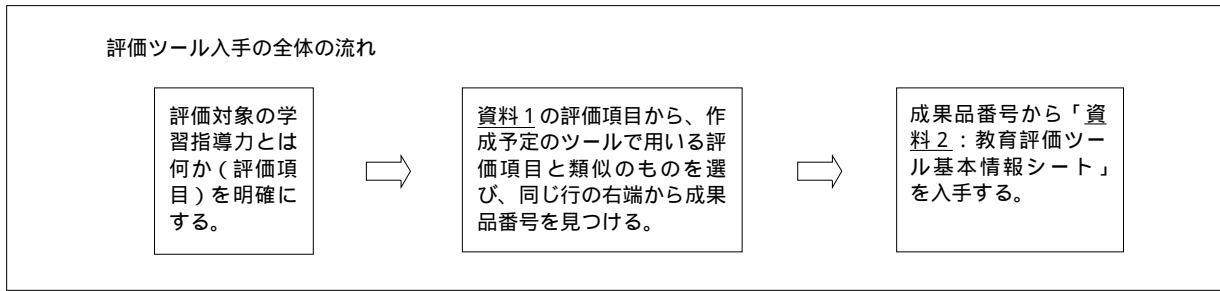 評価ツール入手の全体の流れ
評価対象の学
習指導力とは
何か（評価項
目）を明確に
する。
資料１の評価項目から、作
成予定のツールで用いる評
価項目と類似のものを選
び、同じ行の右端から成果
品番号を見つける。
成果品番号から「資
料２：教育評価ツー
ル基本情報シート」
を入手する。